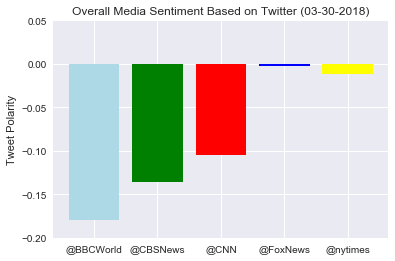 Overall Media Sentiment Based on Twitter (03-30-2018)
Tweet Polarity
0.05
0.00
−0.05
−0.10
−0.15
−0.20
@BBCWorld @CBSNews @CNN @FoxNews @nytimes